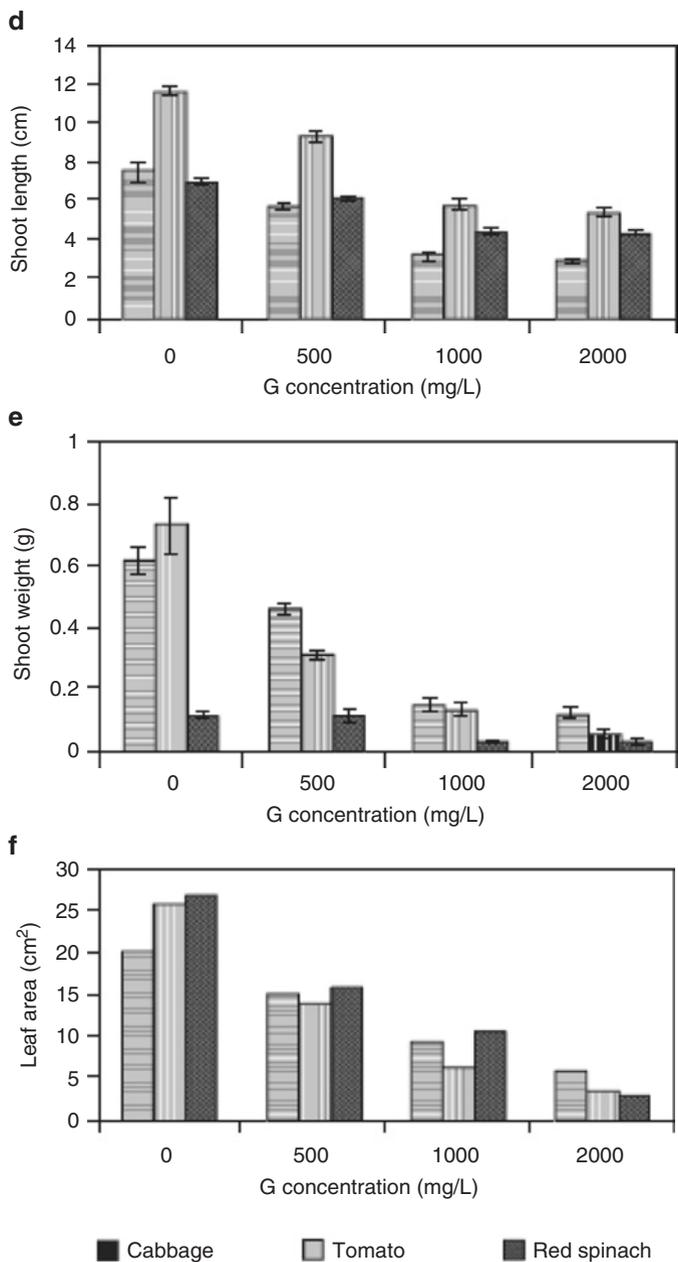 d
14
12
10
8
6
4
2
0
Shoot length (cm)
0 500 1000 2000
G concentration (mg/L)
e
1
0.8
0.6
0.4
0.2
0
Shoot weight (g)
0 500 1000 2000
G concentration (mg/L)
f
30
25
20
15
10
5
0
Leaf area (cm²)
0 500 1000 2000
G concentration (mg/L)
Cabbage Tomato Red spinach